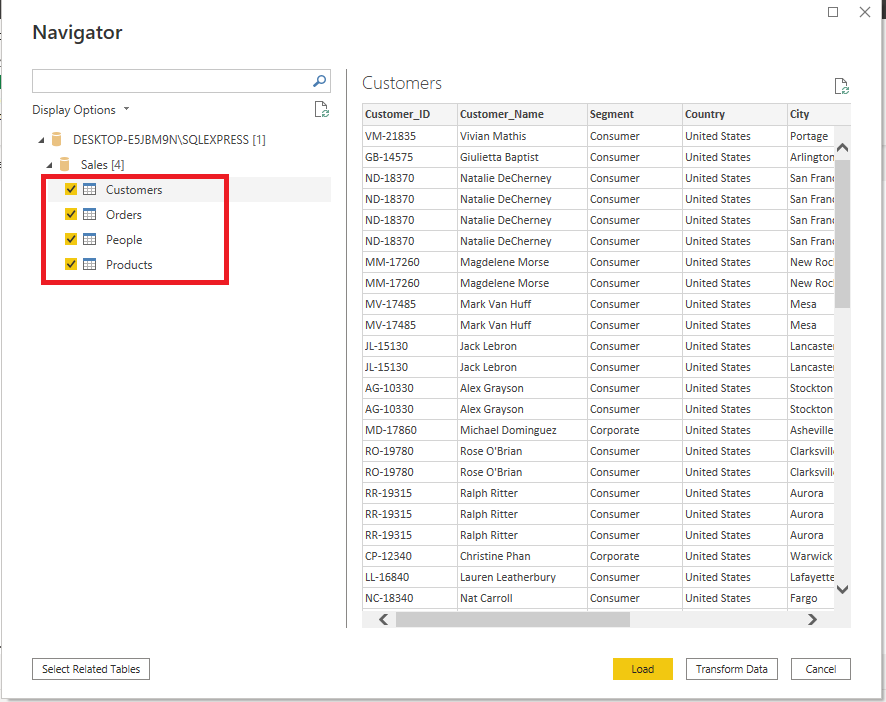 Navigator
Display Options
DESKTOP-E5JBM9N\SQLEXPRESS [1]
Sales [4]
Customers
Orders
People
Products
Customers
Customer_ID Customer_Name Segment Country City
VM-21835 Vivian Mathis Consumer United States Portage
GB-14575 Giulietta Baptist Consumer United States Arlington
ND-18370 Natalie DeCherney Consumer United States San Franc
ND-18370 Natalie DeCherney Consumer United States San Franc
ND-18370 Natalie DeCherney Consumer United States San Franc
ND-18370 Natalie DeCherney Consumer United States San Franc
MM-17260 Magdelene Morse Consumer United States New Roc
MM-17260 Magdelene Morse Consumer United States New Roc
MV-17485 Mark Van Huff Consumer United States Mesa
MV-17485 Mark Van Huff Consumer United States Mesa
JL-15130 Jack Lebron Consumer United States Lancaster
JL-15130 Jack Lebron Consumer United States Lancaster
AG-10330 Alex Grayson Consumer United States Stockton
AG-10330 Alex Grayson Consumer United States Stockton
MD-17860 Michael Dominguez Corporate United States Asheville
RO-19780 Rose O'Brian Consumer United States Clarksvill
RO-19780 Rose O'Brian Consumer United States Clarksvill
RR-19315 Ralph Ritter Consumer United States Aurora
RR-19315 Ralph Ritter Consumer United States Aurora
RR-19315 Ralph Ritter Consumer United States Aurora
CP-12340 Christine Phan Corporate United States Warwick
LL-16840 Lauren Leatherbury Consumer United States Lafayette
NC-18340 Nat Carroll Consumer United States Fargo
Select Related Tables
Load
Transform Data
Cancel